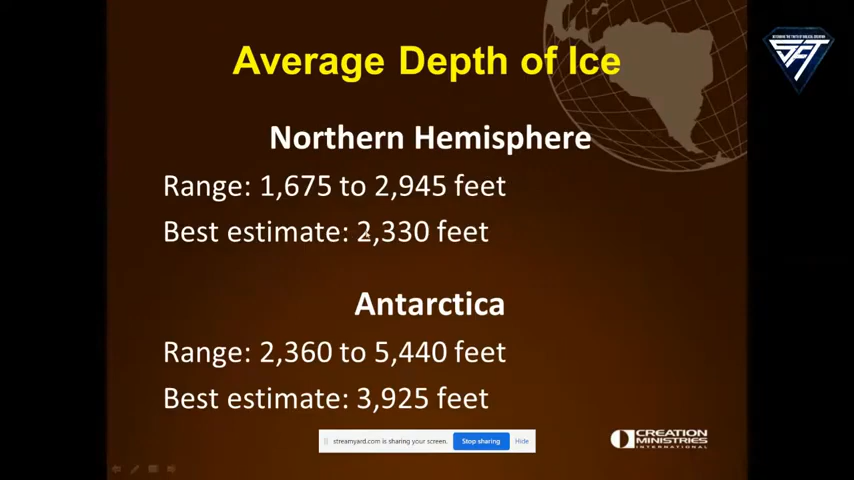 Average Depth of Ice
Northern Hemisphere
Range: 1,675 to 2,945 feet
Best estimate: 2,330 feet
Antarctica
Range: 2,360 to 5,440 feet
Best estimate: 3,925 feet
streamyard.com is sharing your screen.
Stop sharing
Hide
CREATION
MINISTRIES
INTERNATIONAL
SFT